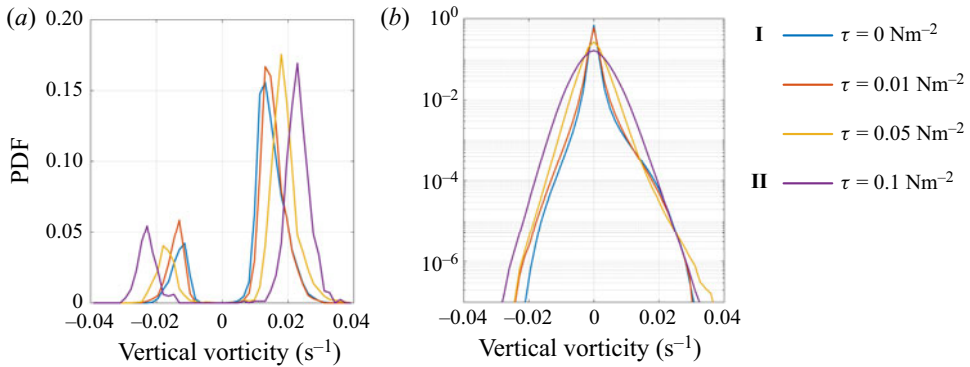 (a)
(b)
PDF
0.20
0.15
0.10
0.05
0
–0.04
–0.02
0
0.02
0.04
Vertical vorticity (s⁻¹)
10⁰
10⁻²
10⁻⁴
10⁻⁶
–0.04
–0.02
0
0.02
0.04
Vertical vorticity (s⁻¹)
I τ = 0 Nm⁻²
τ = 0.01 Nm⁻²
τ = 0.05 Nm⁻²
II τ = 0.1 Nm⁻²